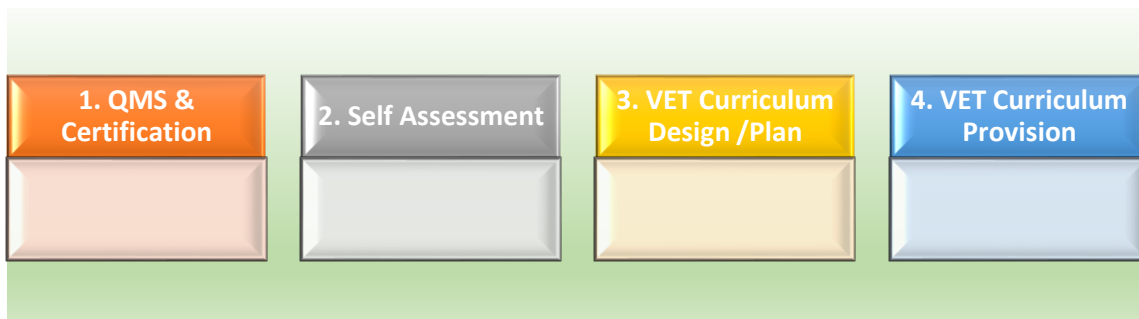 1. QMS &
Certification
2. Self Assessment
3. VET Curriculum
Design /Plan
4. VET Curriculum
Provision